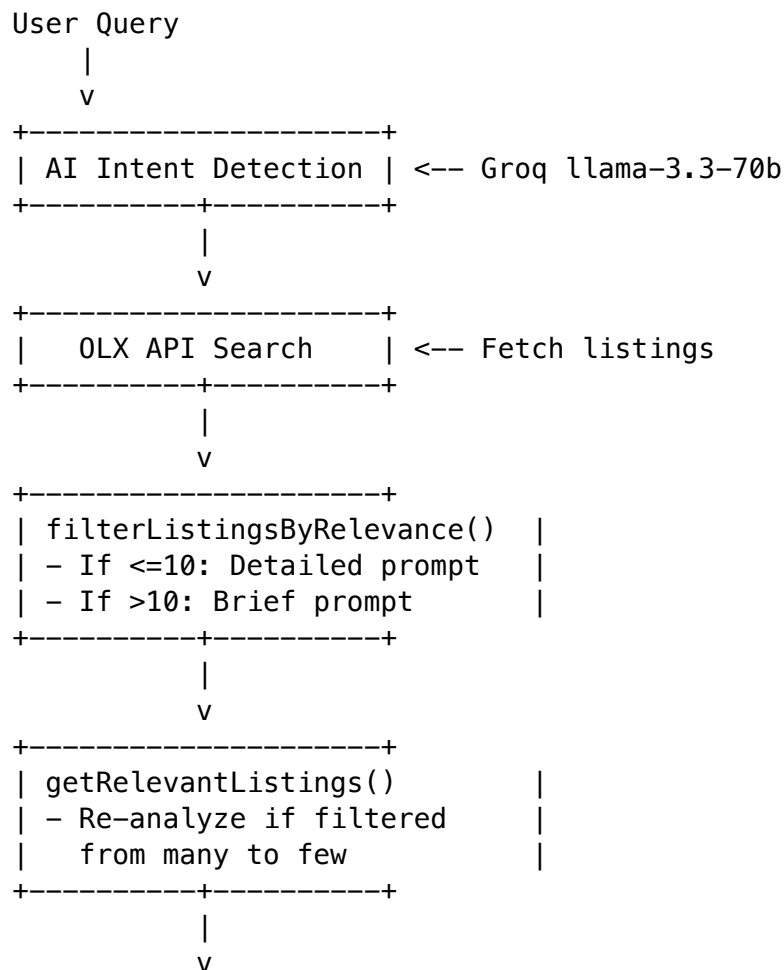 User Query
|
v
+---------------------+
| AI Intent Detection | <-- Groq llama-3.3-70b
+----------+----------+
|
v
+---------------------+
|   OLX API Search    | <-- Fetch listings
+----------+----------+
|
v
+---------------------+
| filterListingsByRelevance()  |
| - If <=10: Detailed prompt   |
| - If >10: Brief prompt       |
+----------+----------+
|
v
+---------------------+
| getRelevantListings()        |
| - Re-analyze if filtered     |
|   from many to few           |
+----------+----------+
|
v